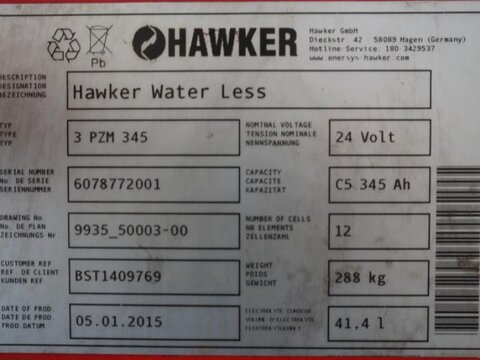 HAWKER
Hawker GmbH
Dieckstr. 42 - 58089 Hagen (Germany)
Hotline Service: 180 3429537
www.enersys-hawker.com
Pb
DESCRIPTION
DESIGNATION
BEZEICHNUNG
Hawker Water Less
TYP
TYPE
TYP
3 PZM 345
NOMINAL VOLTAGE
TENSION NOMINALE
NENNSPANNUNG
24 Volt
SERIAL NUMBER
No. DE SERIE
SERIENNUMMER
6078772001
CAPACITY
CAPACITE
KAPAZITÄT
C5 345 Ah
DRAWING No.
No. DE PLAN
ZEICHNUNGS Nr
9935_50003-00
NUMBER OF CELLS
NB ELEMENTS
ZELLENZAHL
12
CUSTOMER REF
REF. DE CLIENT
KUNDEN REF
BST1409769
WEIGHT
POIDS
GEWICHT
288 kg
DATE OF PROD.
DATE DE PROD.
PROD.DATUM
05.01.2015
ELECTROLYTE CONTENT
VOLUM. D'ELECTROLYTE
41.4 l